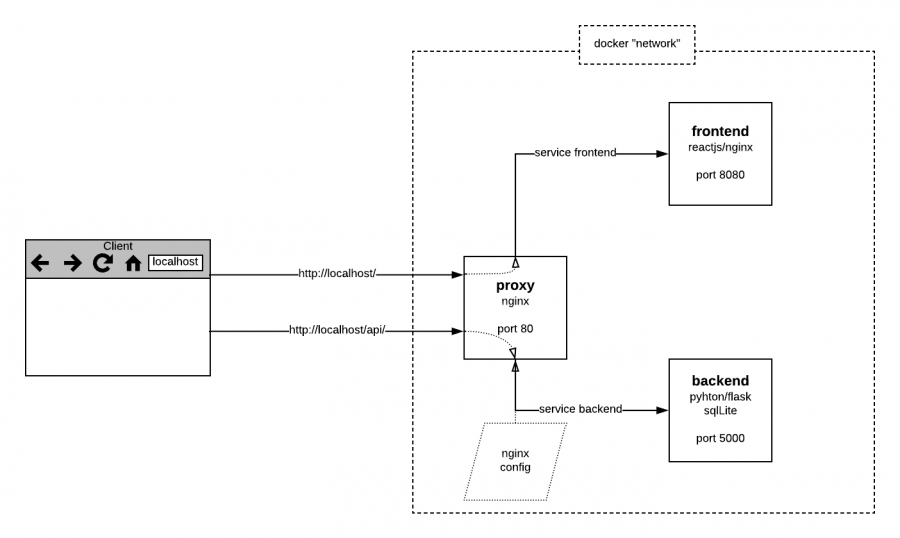 docker "network"
frontend
reactjs/nginx
port 8080
service frontend
Client
localhost
http://localhost/
proxy
nginx
port 80
http://localhost/api/
backend
pyhton/flask
sqlLite
port 5000
service backend
nginx
config